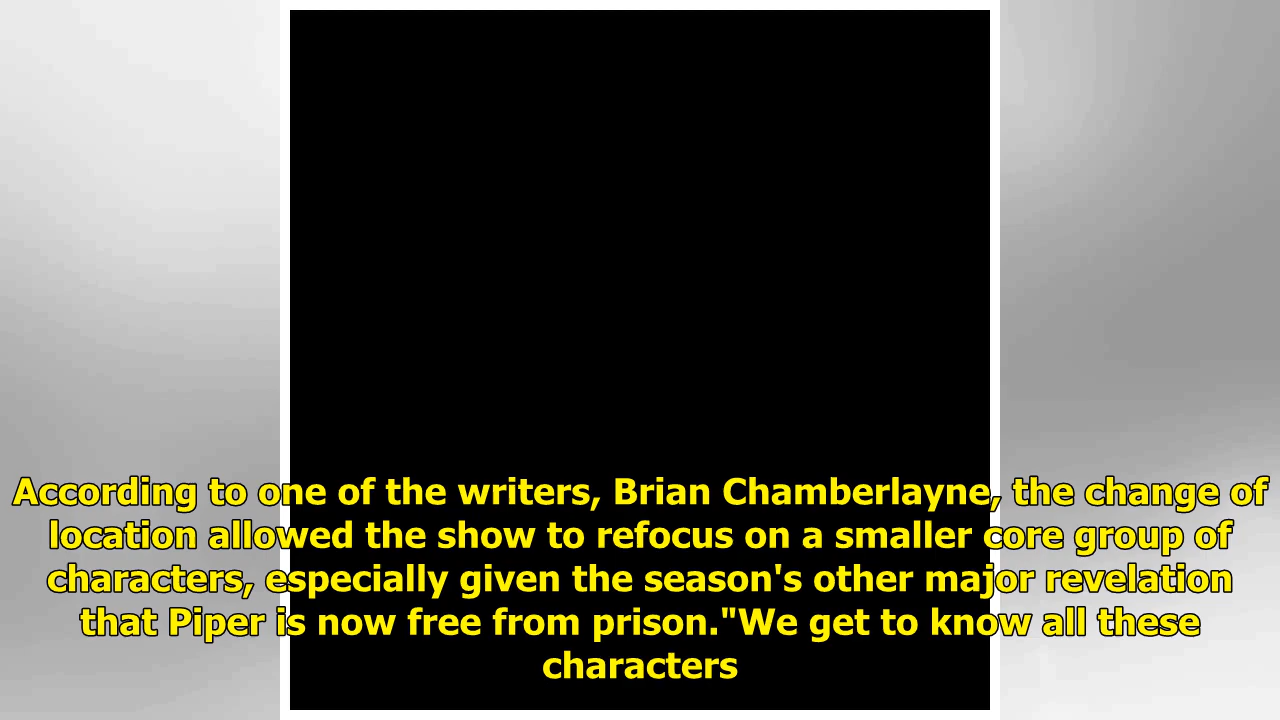 According to one of the writers, Brian Chamberlayne, the change of
location allowed the show to refocus on a smaller core group of
characters, especially given the season's other major revelation
that Piper is now free from prison."We get to know all these
characters